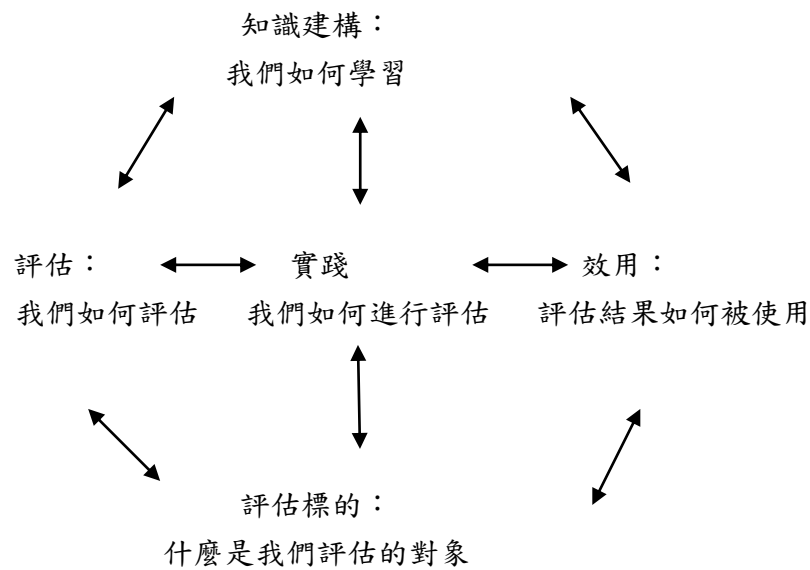 知識建構：
我們如何學習
評估：
實踐
效用：
我們如何評估
我們如何進行評估
評估結果如何被使用
評估標的：
什麼是我們評估的對象